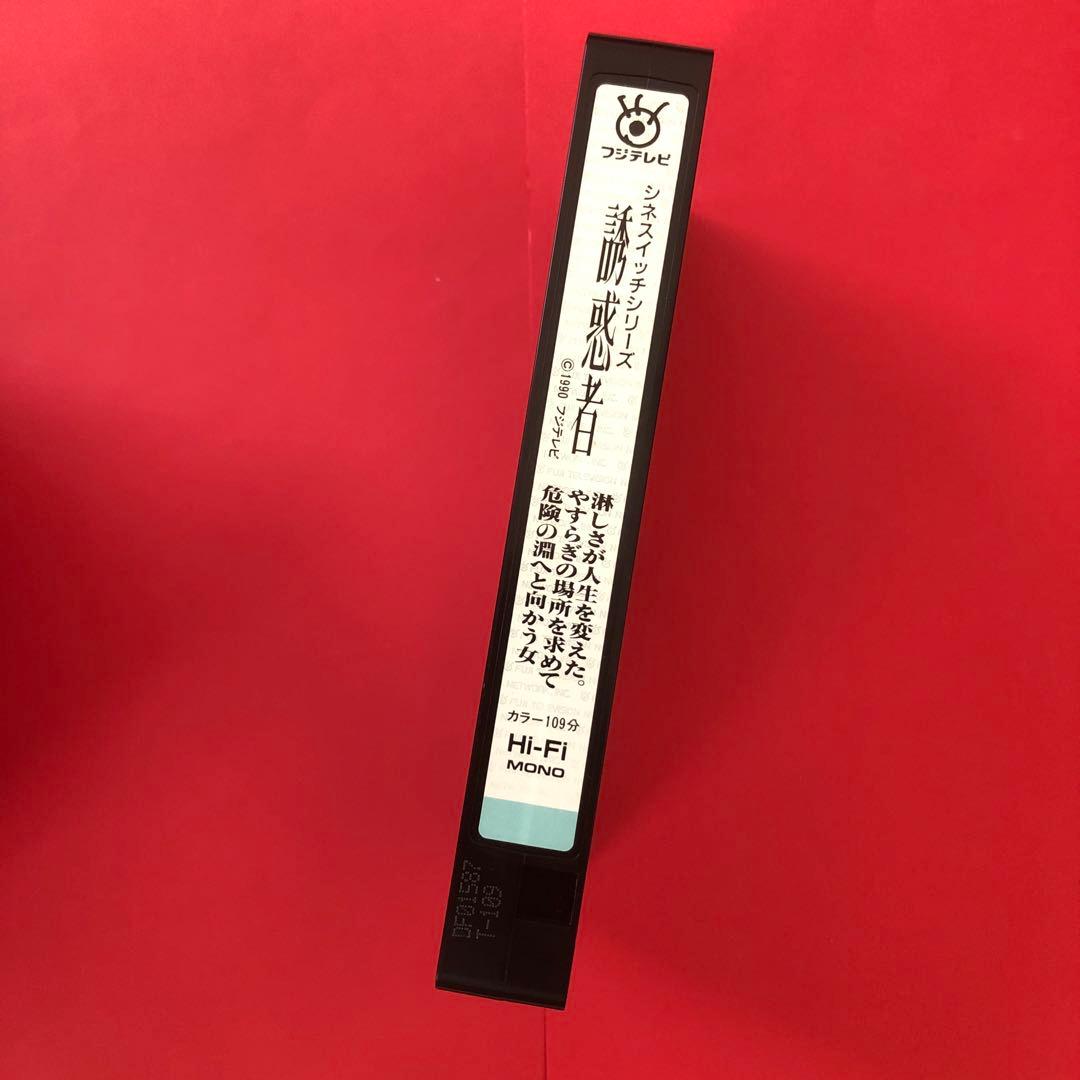 フジテレビ
シネスイッチシリーズ
誘惑者
©1990 フジテレビ
淋しさが人生を変えた。
やすらぎの場所を求めて
危険の淵へと向かう女
カラー109分
Hi-Fi
MONO
DF01587
T-109